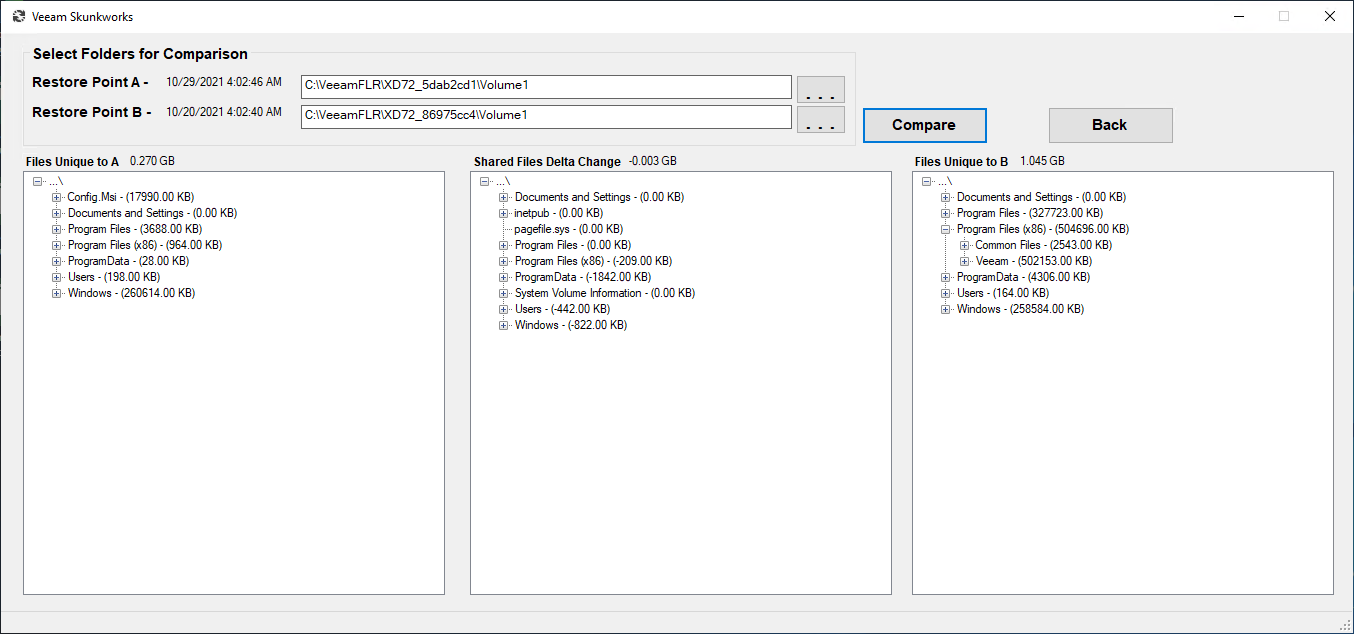 Veeam Skunkworks
Select Folders for Comparison
Restore Point A - 10/29/2021 4:02:46 AM C:\VeeamFLR\XD72_5dab2cd1\Volume1 . . .
Restore Point B - 10/20/2021 4:02:40 AM C:\VeeamFLR\XD72_86975cc4\Volume1 . . .
Compare
Back
Files Unique to A 0.270 GB
...\
Config.Msi - (17990.00 KB)
Documents and Settings - (0.00 KB)
Program Files - (3688.00 KB)
Program Files (x86) - (964.00 KB)
ProgramData - (28.00 KB)
Users - (198.00 KB)
Windows - (260614.00 KB)
Shared Files Delta Change -0.003 GB
...\
Documents and Settings - (0.00 KB)
inetpub - (0.00 KB)
pagefile.sys - (0.00 KB)
Program Files - (0.00 KB)
Program Files (x86) - (-209.00 KB)
ProgramData - (-1842.00 KB)
System Volume Information - (0.00 KB)
Users - (-442.00 KB)
Windows - (-822.00 KB)
Files Unique to B 1.045 GB
...\
Documents and Settings - (0.00 KB)
Program Files - (327723.00 KB)
Program Files (x86) - (504696.00 KB)
Common Files - (2543.00 KB)
Veeam - (502153.00 KB)
ProgramData - (4306.00 KB)
Users - (164.00 KB)
Windows - (258584.00 KB)